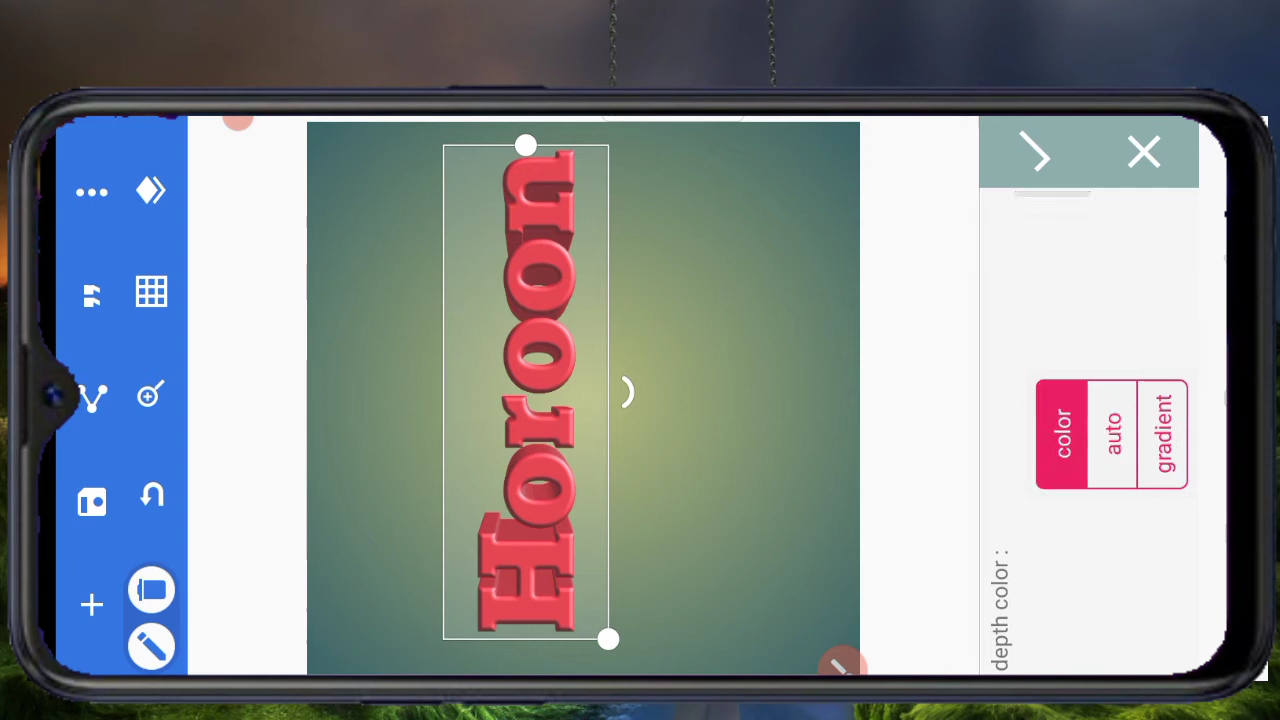 Horoon
depth color :
color
auto
gradient